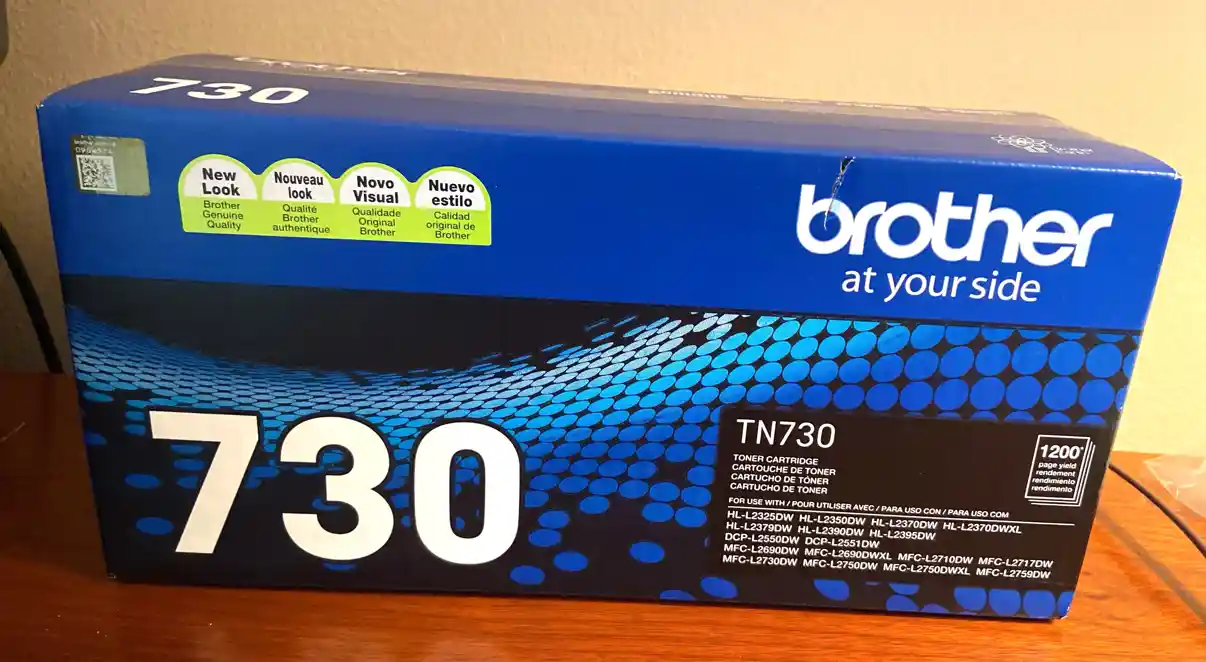 730
New Look
Brother Genuine Quality
Nouveau look
Qualité Brother authentique
Novo Visual
Qualidade Original Brother
Nuevo estilo
Calidad original de Brother
brother
at your side
730
TN730
TONER CARTRIDGE
CARTOUCHE DE TONER
CARTUCHO DE TÓNER
CARTUCHO DE TONER
1200*
page yield
rendement
rendimiento
rendimento
FOR USE WITH / POUR UTILISER AVEC / PARA USO CON / PARA USO COM
HL-L2325DW HL-L2350DW HL-L2370DW HL-L2370DWXL
HL-L2379DW HL-L2390DW HL-L2395DW
DCP-L2550DW DCP-L2551DW
MFC-L2690DW MFC-L2690DWXL MFC-L2710DW MFC-L2717DW
MFC-L2730DW MFC-L2750DW MFC-L2750DWXL MFC-L2759DW